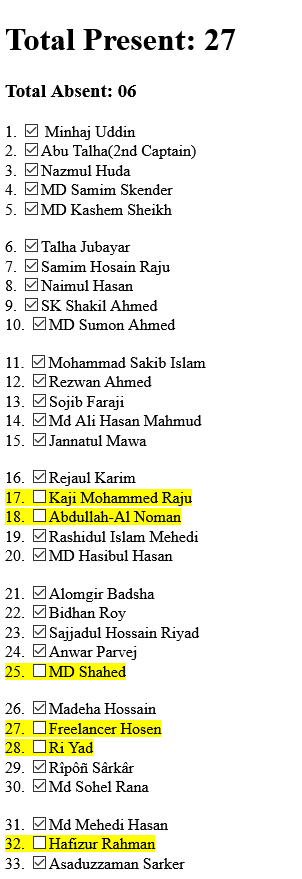 Total Present: 27
Total Absent: 06
1. ☑ Minhaj Uddin
2. ☑ Abu Talha(2nd Captain)
3. ☑ Nazmul Huda
4. ☑ MD Samim Skender
5. ☑ MD Kashem Sheikh
6. ☑ Talha Jubayar
7. ☑ Samim Hosain Raju
8. ☑ Naimul Hasan
9. ☑ SK Shakil Ahmed
10. ☑ MD Sumon Ahmed
11. ☑ Mohammad Sakib Islam
12. ☑ Rezwan Ahmed
13. ☑ Sojib Faraji
14. ☑ Md Ali Hasan Mahmud
15. ☑ Jannatul Mawa
16. ☑ Rejaul Karim
17. ☐ Kaji Mohammed Raju
18. ☐ Abdullah-Al Noman
19. ☑ Rashidul Islam Mehedi
20. ☑ MD Hasibul Hasan
21. ☑ Alomgir Badsha
22. ☑ Bidhan Roy
23. ☑ Sajjadul Hossain Riyad
24. ☑ Anwar Parvej
25. ☐ MD Shahed
26. ☑ Madeha Hossain
27. ☐ Freelancer Hosen
28. ☐ Ri Yad
29. ☑ Rîpôñ Sârkâr
30. ☑ Md Sohel Rana
31. ☑ Md Mehedi Hasan
32. ☐ Hafizur Rahman
33. ☑ Asaduzzaman Sarker